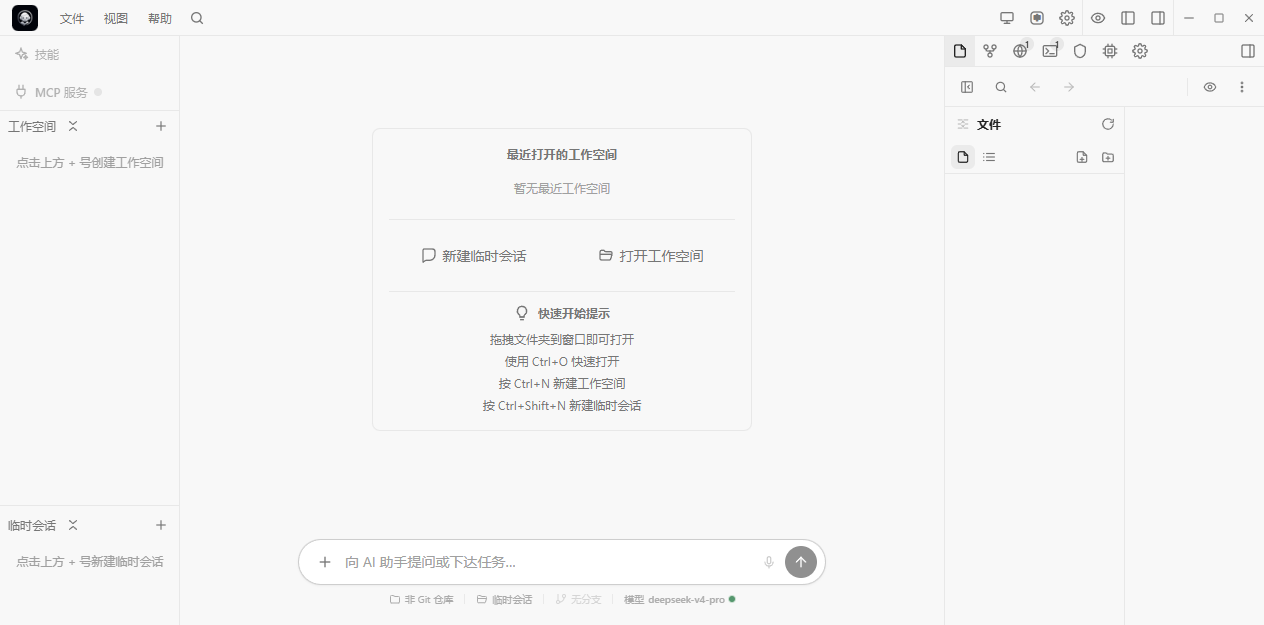 文件 视图 帮助
技能
MCP 服务
工作空间
点击上方 + 号创建工作空间
最近打开的工作空间
暂无最近工作空间
新建临时会话 打开工作空间
快速开始提示
拖拽文件夹到窗口即可打开
使用 Ctrl+O 快速打开
按 Ctrl+N 新建工作空间
按 Ctrl+Shift+N 新建临时会话
1 1
文件
临时会话
点击上方 + 号新建临时会话
向 AI 助手提问或下达任务...
非 Git 仓库 临时会话 无分支 模型 deepseek-v4-pro